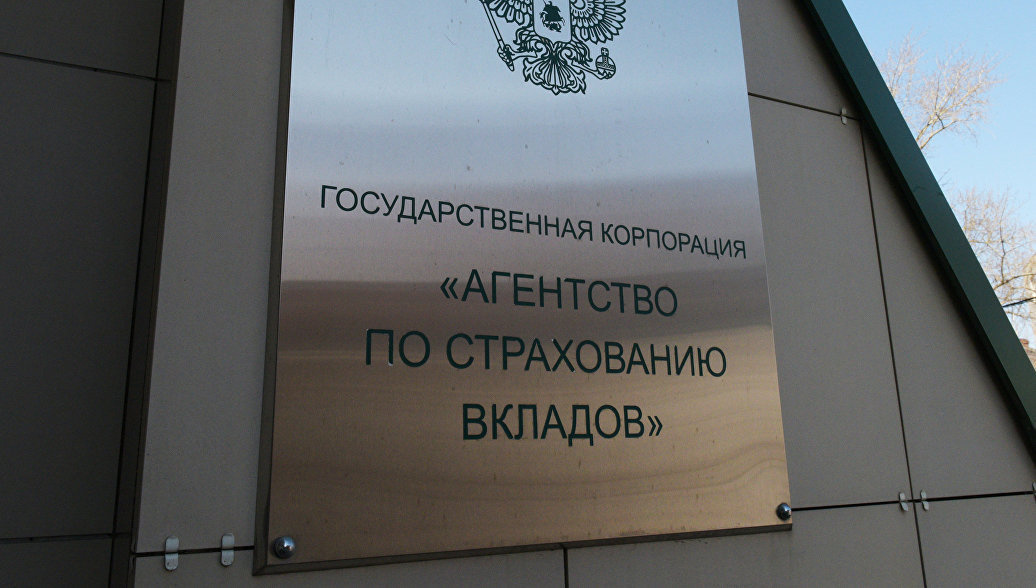 ГОСУДАРСТВЕННАЯ КОРПОРАЦИЯ
«АГЕНТСТВО
ПО СТРАХОВАНИЮ
ВКЛАДОВ»